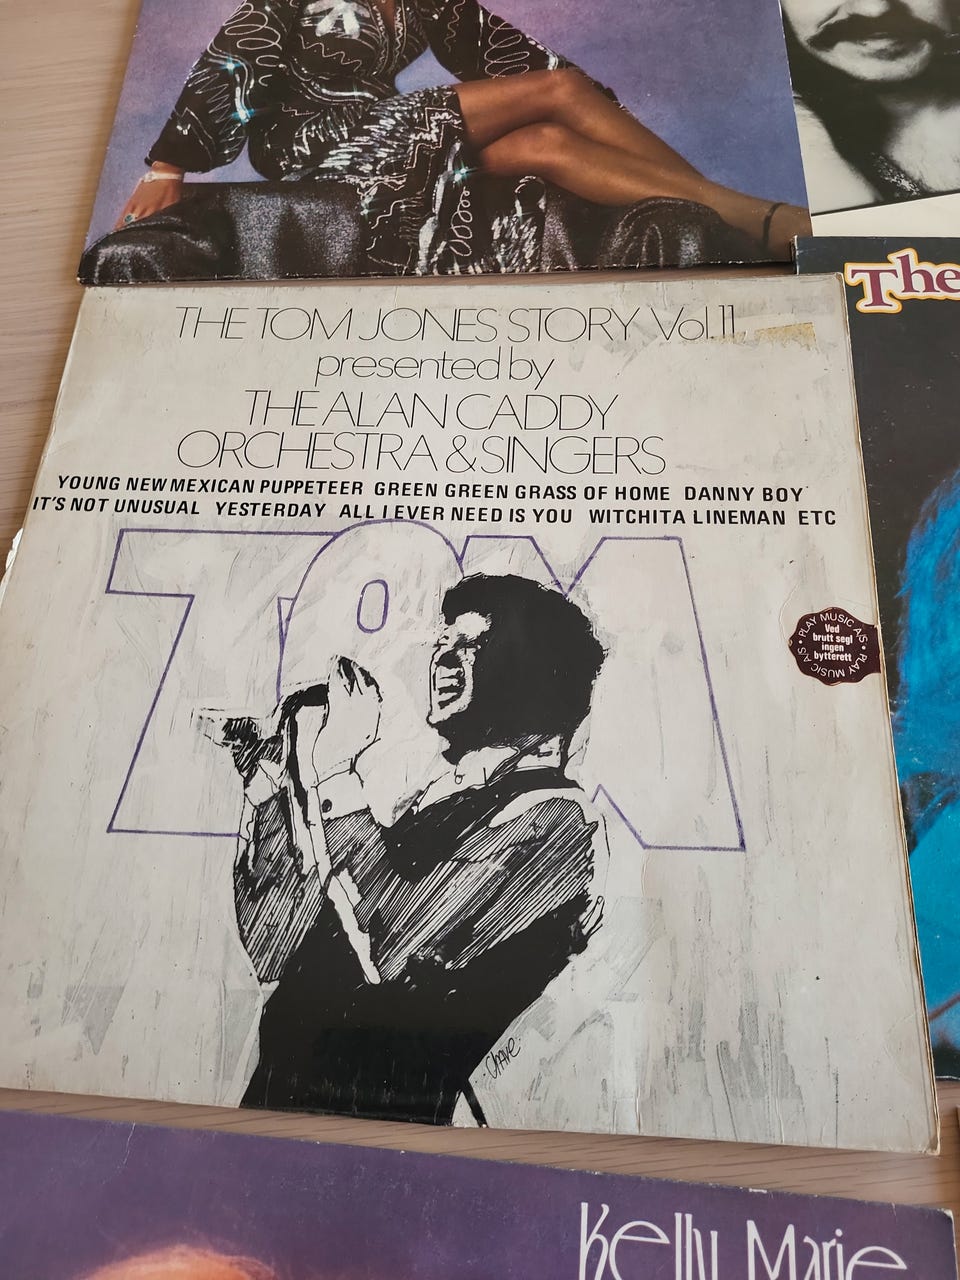 The
THE TOM JONES STORY Vol.11
presented by
THE ALAN CADDY
ORCHESTRA & SINGERS
YOUNG NEW MEXICAN PUPPETEER GREEN GREEN GRASS OF HOME DANNY BOY
IT'S NOT UNUSUAL YESTERDAY ALL I EVER NEED IS YOU WITCHITA LINEMAN ETC
TOM
PLAY MUSIC A/S • PLAY MUSIC A/S •
Ved
brutt segl
ingen
bytterett
Kelly Marie